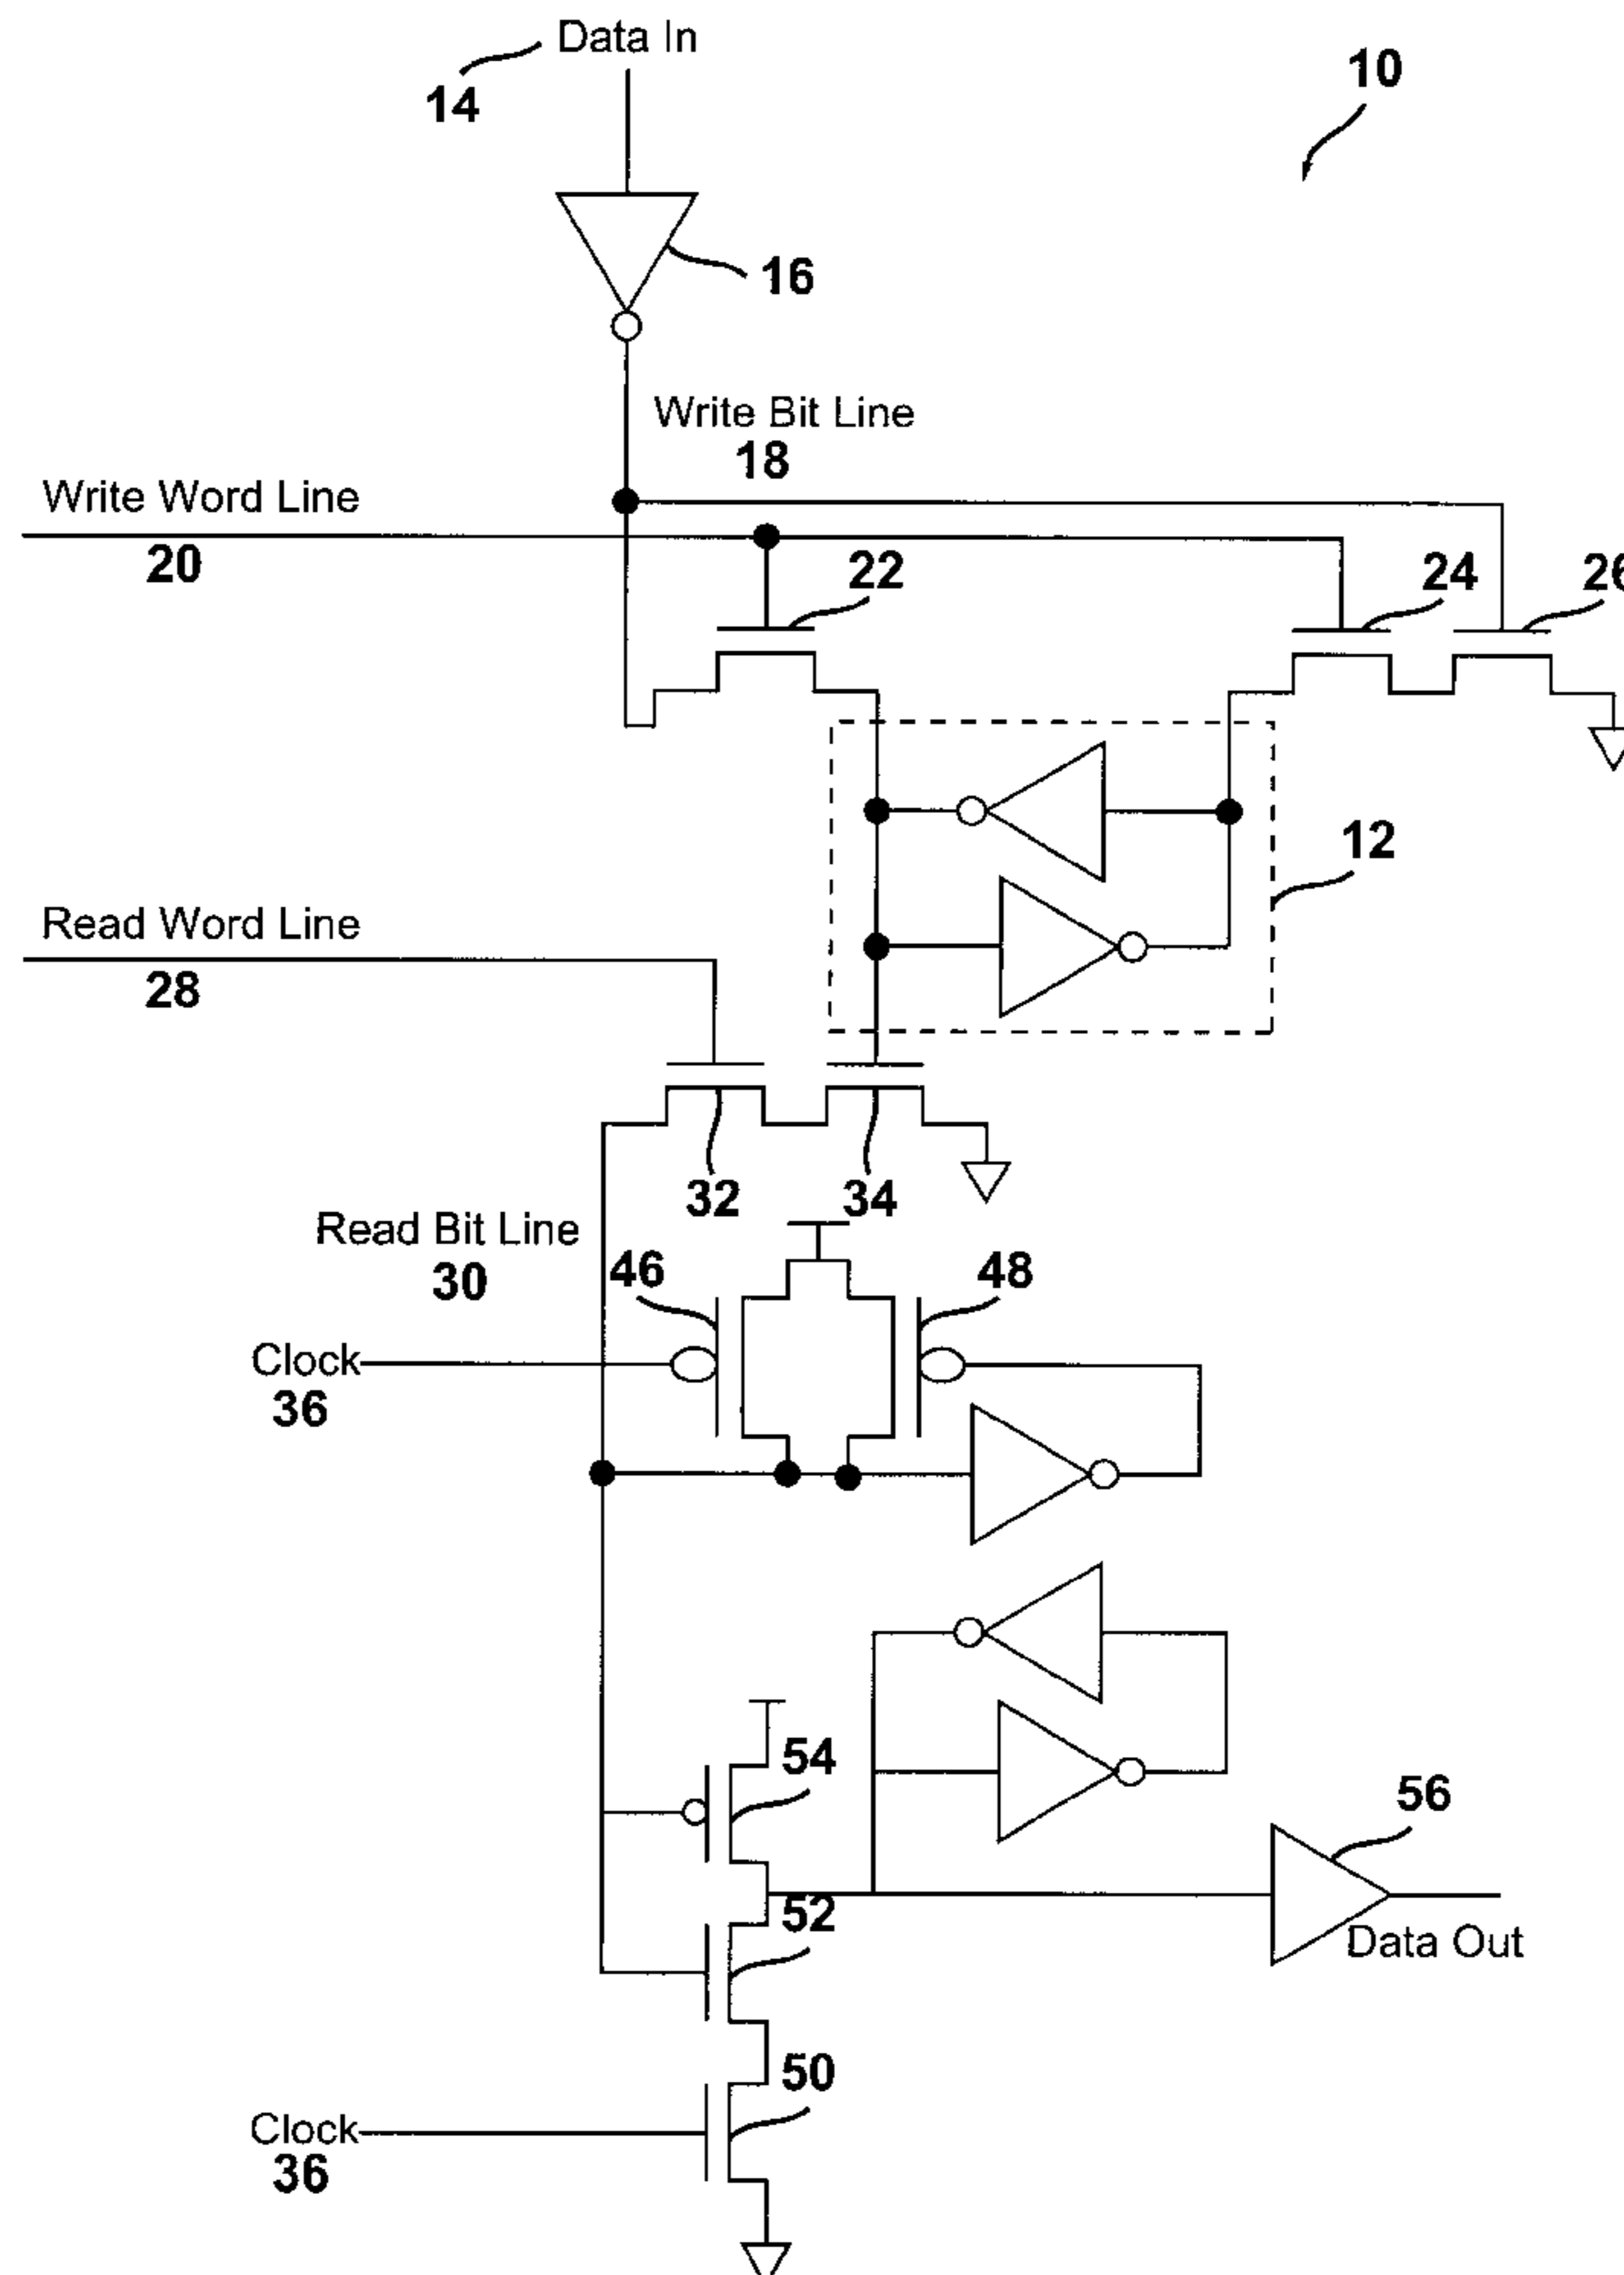 Data In
14
10
16
Write Bit Line
18
Write Word Line
20
22
24
26
12
Read Word Line
28
32
34
Read Bit Line
30
46
48
Clock
36
54
56
52
Data Out
50
Clock
36